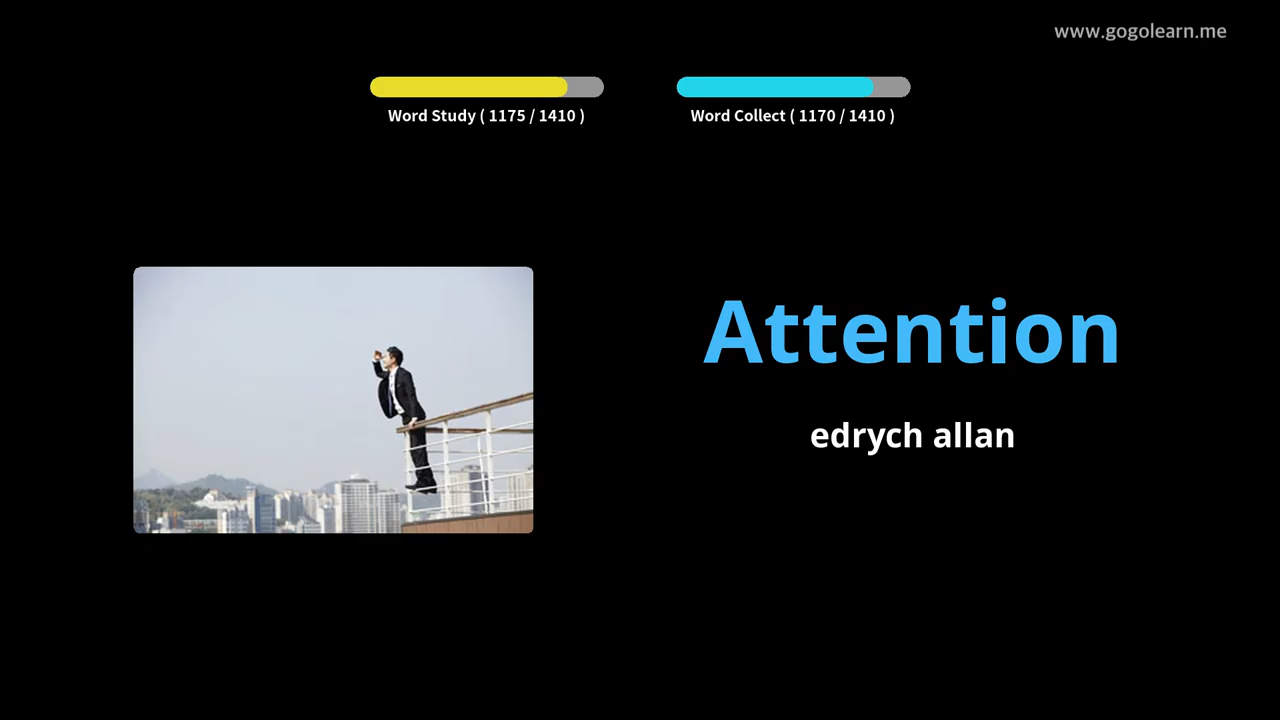 www.gogolearn.me
Word Study ( 1175 / 1410 )
Word Collect ( 1170 / 1410 )
Attention
edrych allan